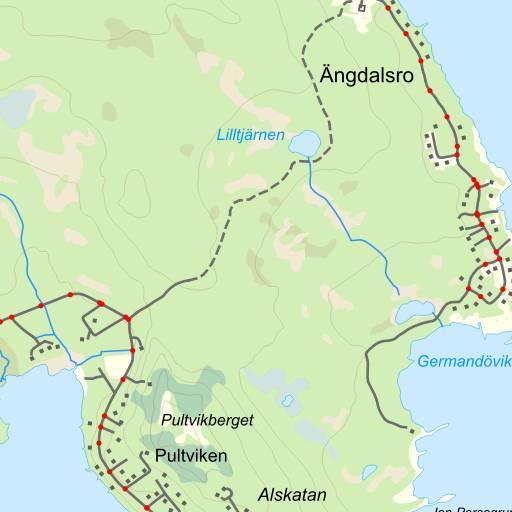 Ängdalsro
Lilltjärnen
Germandövik
Pultvikberget
Pultviken
Alskatan